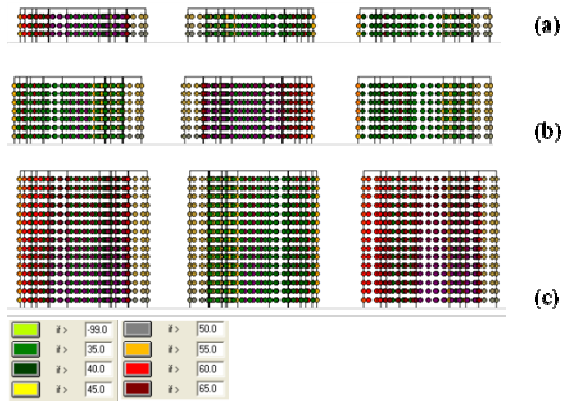 (a)
(b)
(c)
if > -99.0 if > 50.0
if > 35.0 if > 55.0
if > 40.0 if > 60.0
if > 45.0 if > 65.0